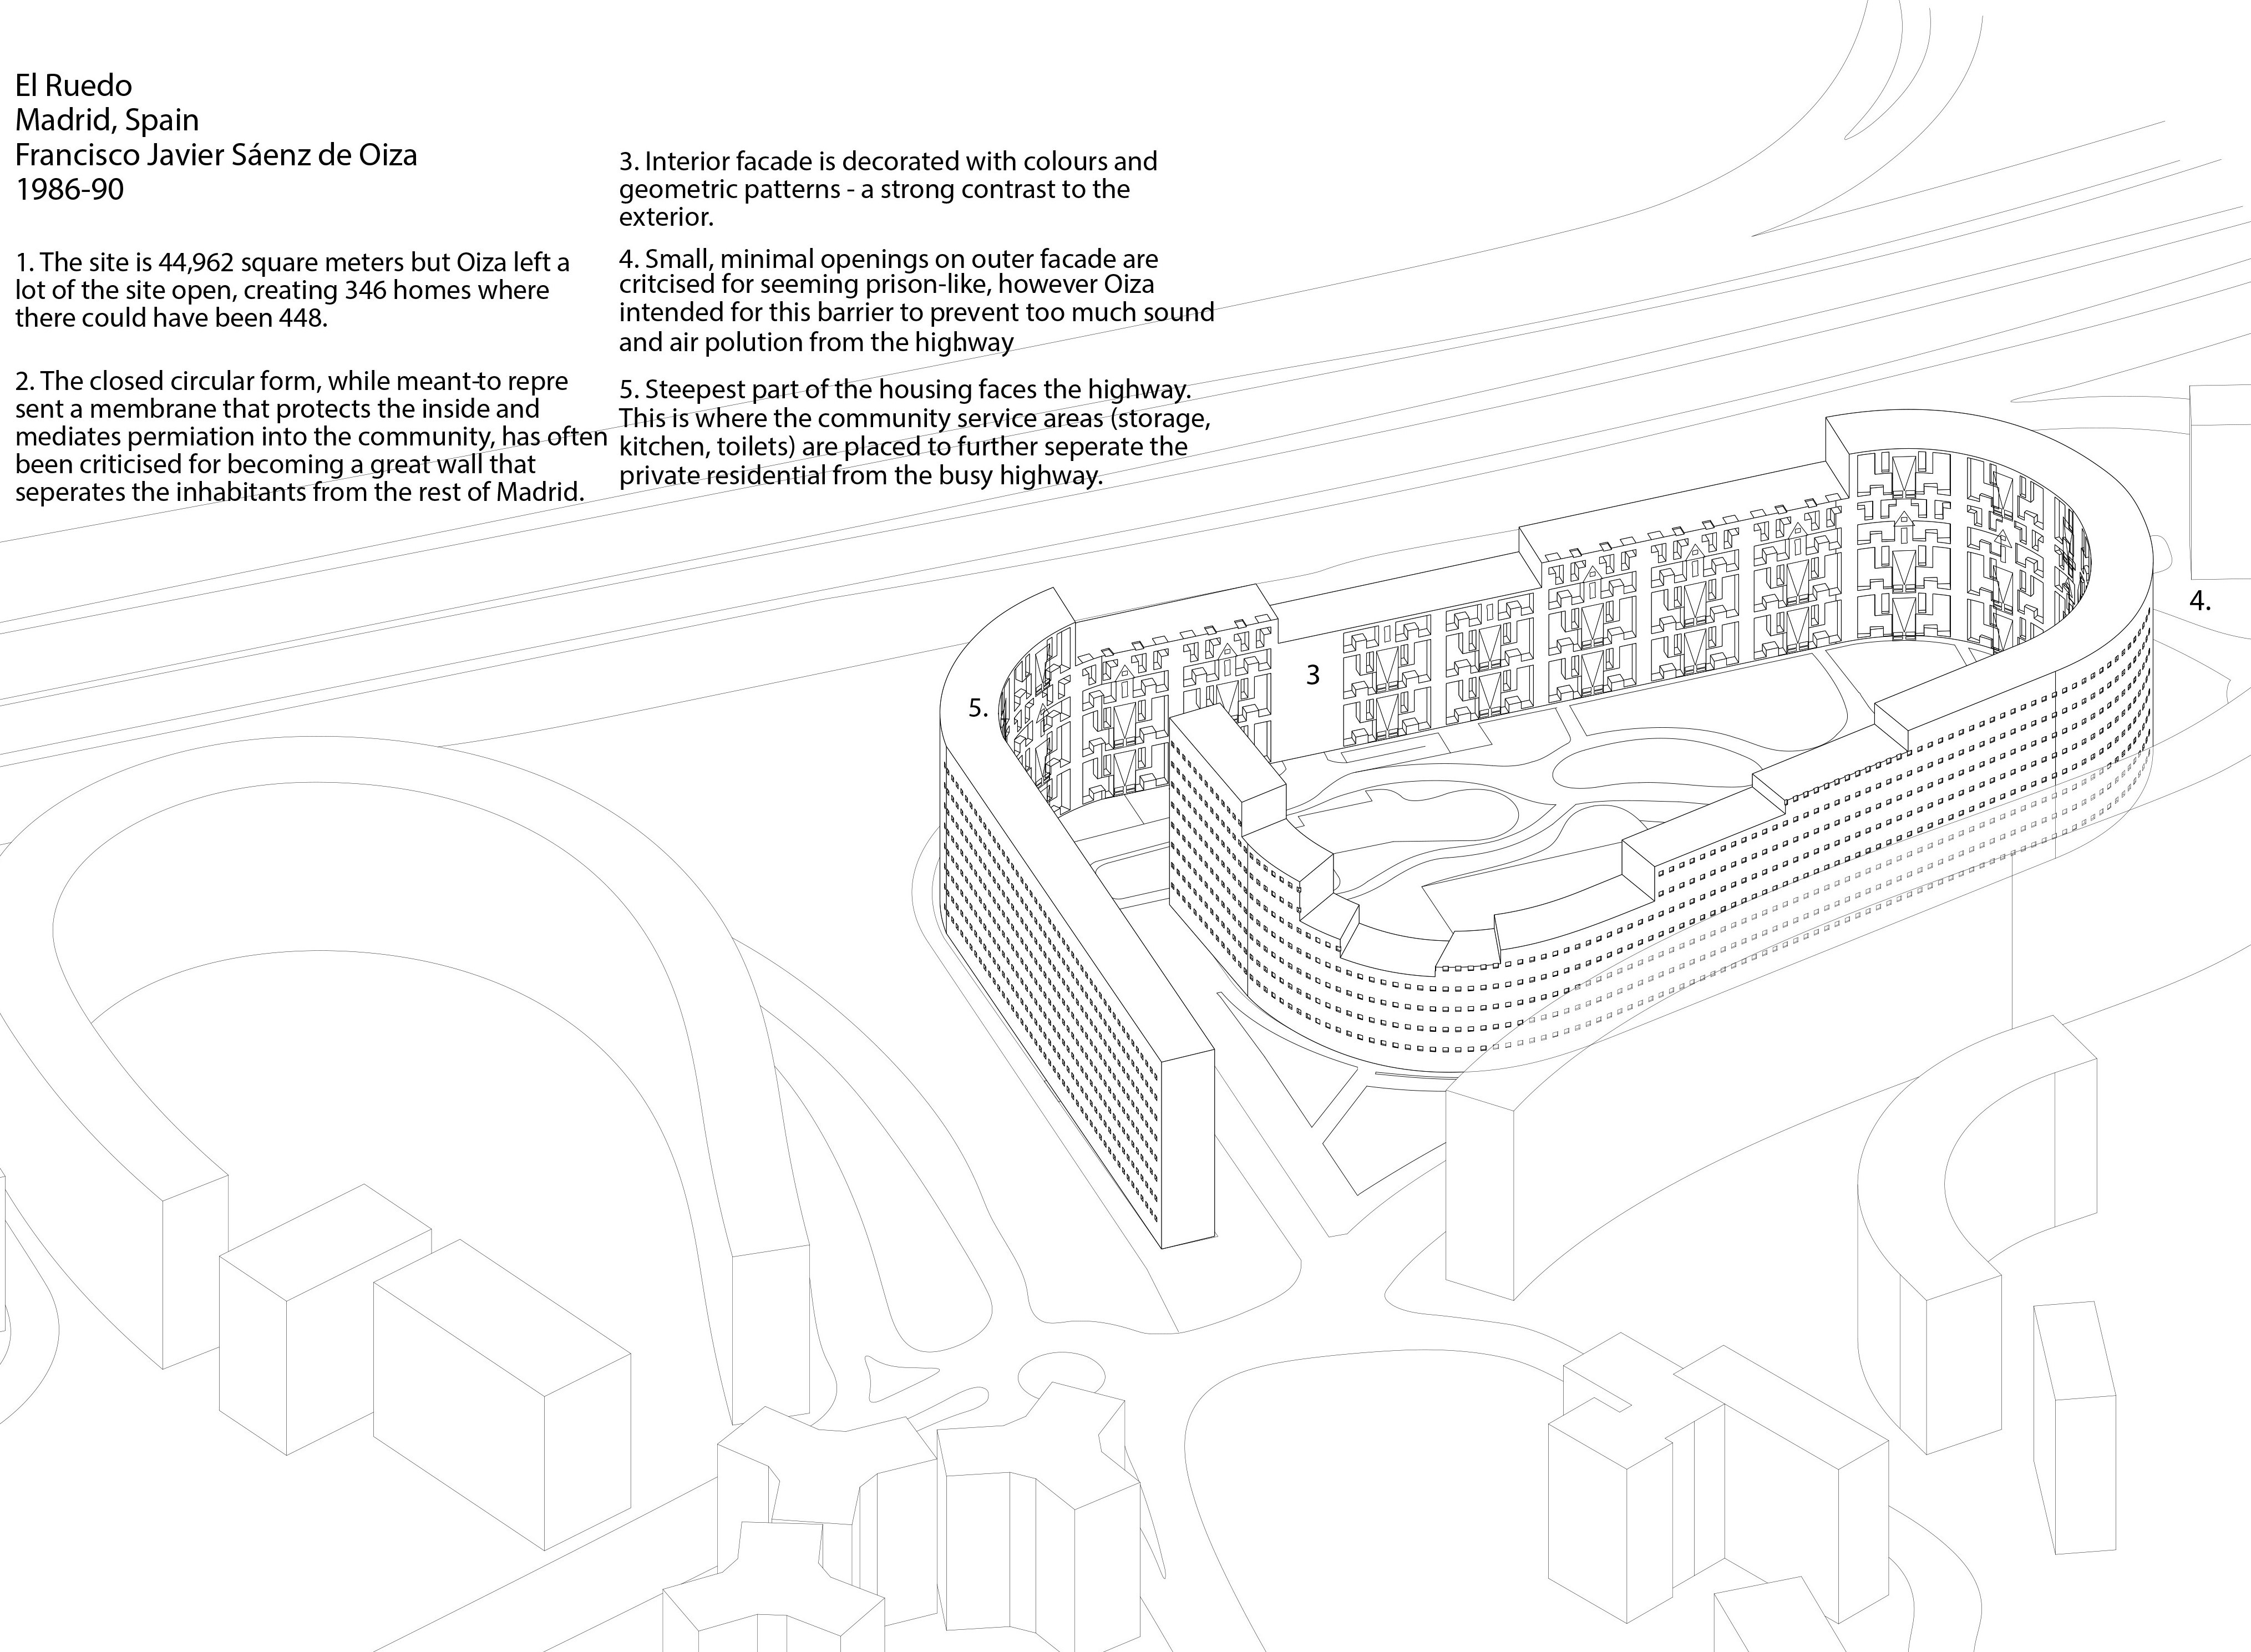 El Ruedo
Madrid, Spain
Francisco Javier Sáenz de Oiza
1986-90
1. The site is 44,962 square meters but Oiza left a
lot of the site open, creating 346 homes where
there could have been 448.
2. The closed circular form, while meant to repre
sent a membrane that protects the inside and
mediates permiation into the community, has often
been criticised for becoming a great wall that
seperates the inhabitants from the rest of Madrid.
3. Interior facade is decorated with colours and
geometric patterns - a strong contrast to the
exterior.
4. Small, minimal openings on outer facade are
critcised for seeming prison-like, however Oiza
intended for this barrier to prevent too much sound
and air polution from the highway.
5. Steepest part of the housing faces the highway.
This is where the community service areas (storage,
kitchen, toilets) are placed to further seperate the
private residential from the busy highway.
4.
3
5.